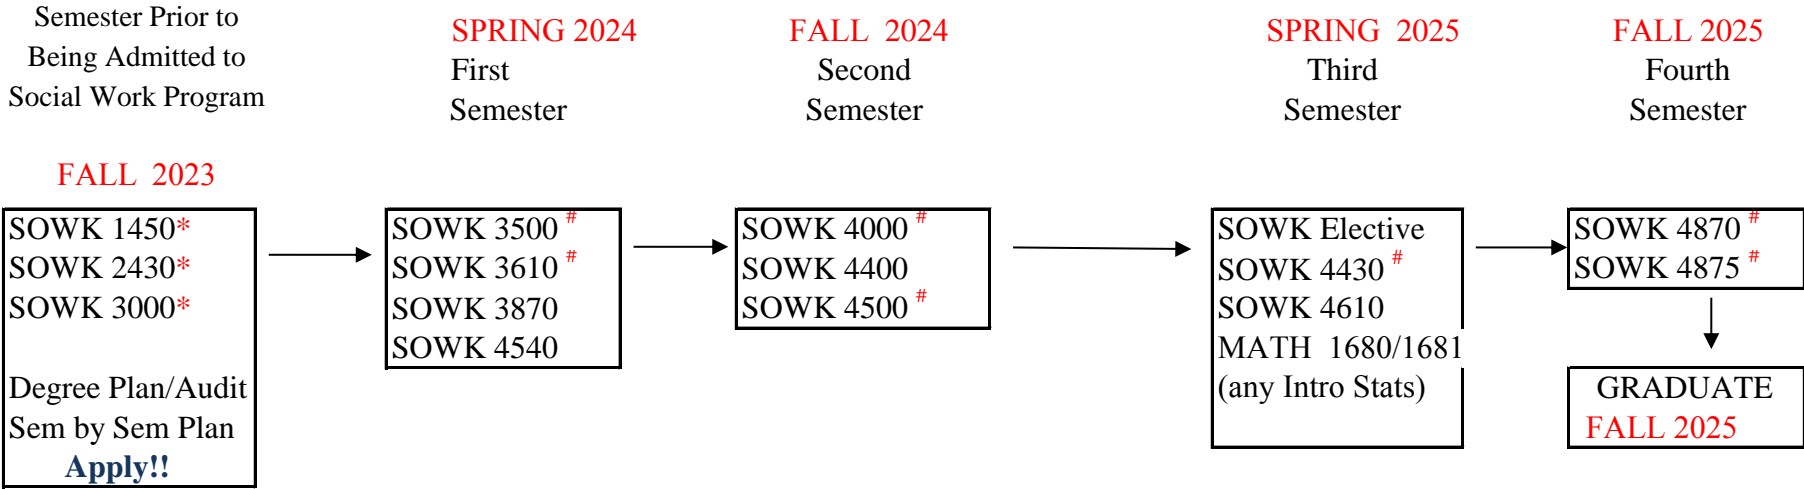 Semester Prior to
Being Admitted to
Social Work Program
FALL 2023
SOWK 1450*
SOWK 2430*
SOWK 3000*
Degree Plan/Audit
Sem by Sem Plan
Apply!!
SPRING 2024
First
Semester
SOWK 3500 #
SOWK 3610 #
SOWK 3870
SOWK 4540
FALL 2024
Second
Semester
SOWK 4000 #
SOWK 4400
SOWK 4500 #
SPRING 2025
Third
Semester
SOWK Elective
SOWK 4430 #
SOWK 4610
MATH 1680/1681
(any Intro Stats)
FALL 2025
Fourth
Semester
SOWK 4870 #
SOWK 4875 #
GRADUATE
FALL 2025